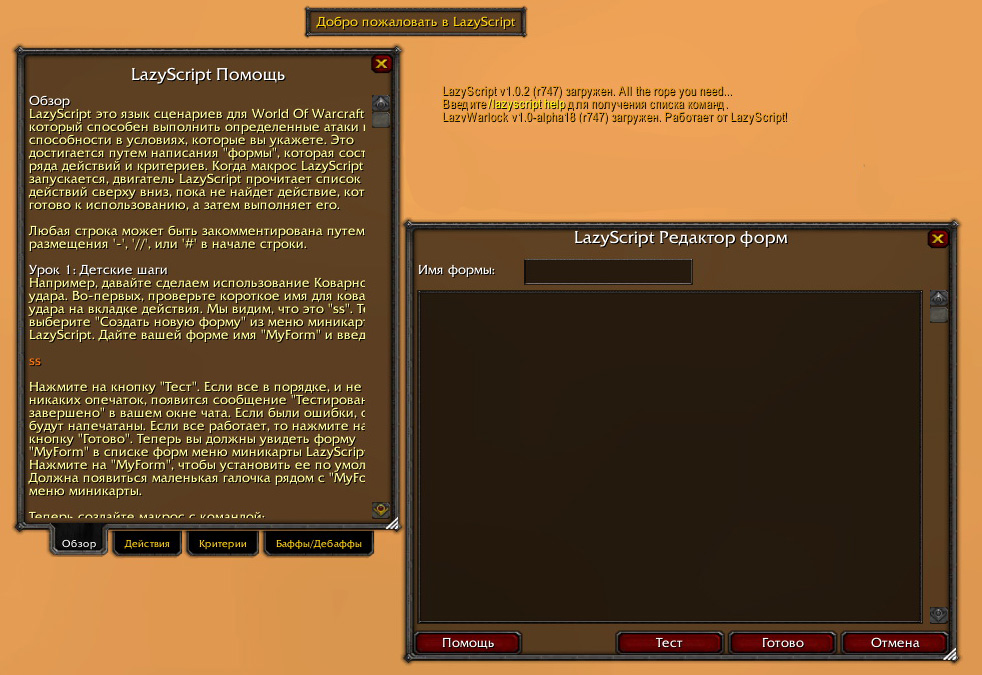 Добро пожаловать в LazyScript
LazyScript Помощь
Обзор
LazyScript это язык сценариев для World Of Warcraft
который способен выполнить определенные атаки и
способности в условиях, которые вы укажете. Это
достигается путем написания "формы", которая сост
ряда действий и критериев. Когда макрос LazyScript
запускается, двигатель LazyScript прочитает список
действий сверху вниз, пока не найдет действие, кот
готово к использованию, а затем выполняет его.
Любая строка может быть закомментирована путем
размещения '-', '//', или '#' в начале строки.
Урок 1: Детские шаги
Например, давайте сделаем использование Коварно
удара. Во-первых, проверьте короткое имя для кова
удара на вкладке действия. Мы видим, что это "ss". Те
выберите "Создать новую форму" из меню миникарт
LazyScript. Дайте вашей форме имя "MyForm" и введ
ss
Нажмите на кнопку "Тест". Если все в порядке, и не
никаких опечаток, появится сообщение "Тестирован
завершено" в вашем окне чата. Если были ошибки, о
будут напечатаны. Если все работает, то нажмите на
кнопку "Готово". Теперь вы должны увидеть форму
"MyForm" в списке форм меню миникарты LazyScrip
Нажмите на "MyForm", чтобы установить ее по умол
Должна появиться маленькая галочка рядом с "MyFo
меню миникарты.
Теперь создайте макрос с командой:
Обзор
Действия
Критерии
Баффы/Дебаффы
LazyScript v1.0.2 (r747) загружен. All the rope you need...
Введите /lazyscript help для получения списка команд.
LazyWarlock v1.0-alpha18 (r747) загружен. Работает от LazyScript!
LazyScript Редактор форм
Имя формы:
Помощь
Тест
Готово
Отмена